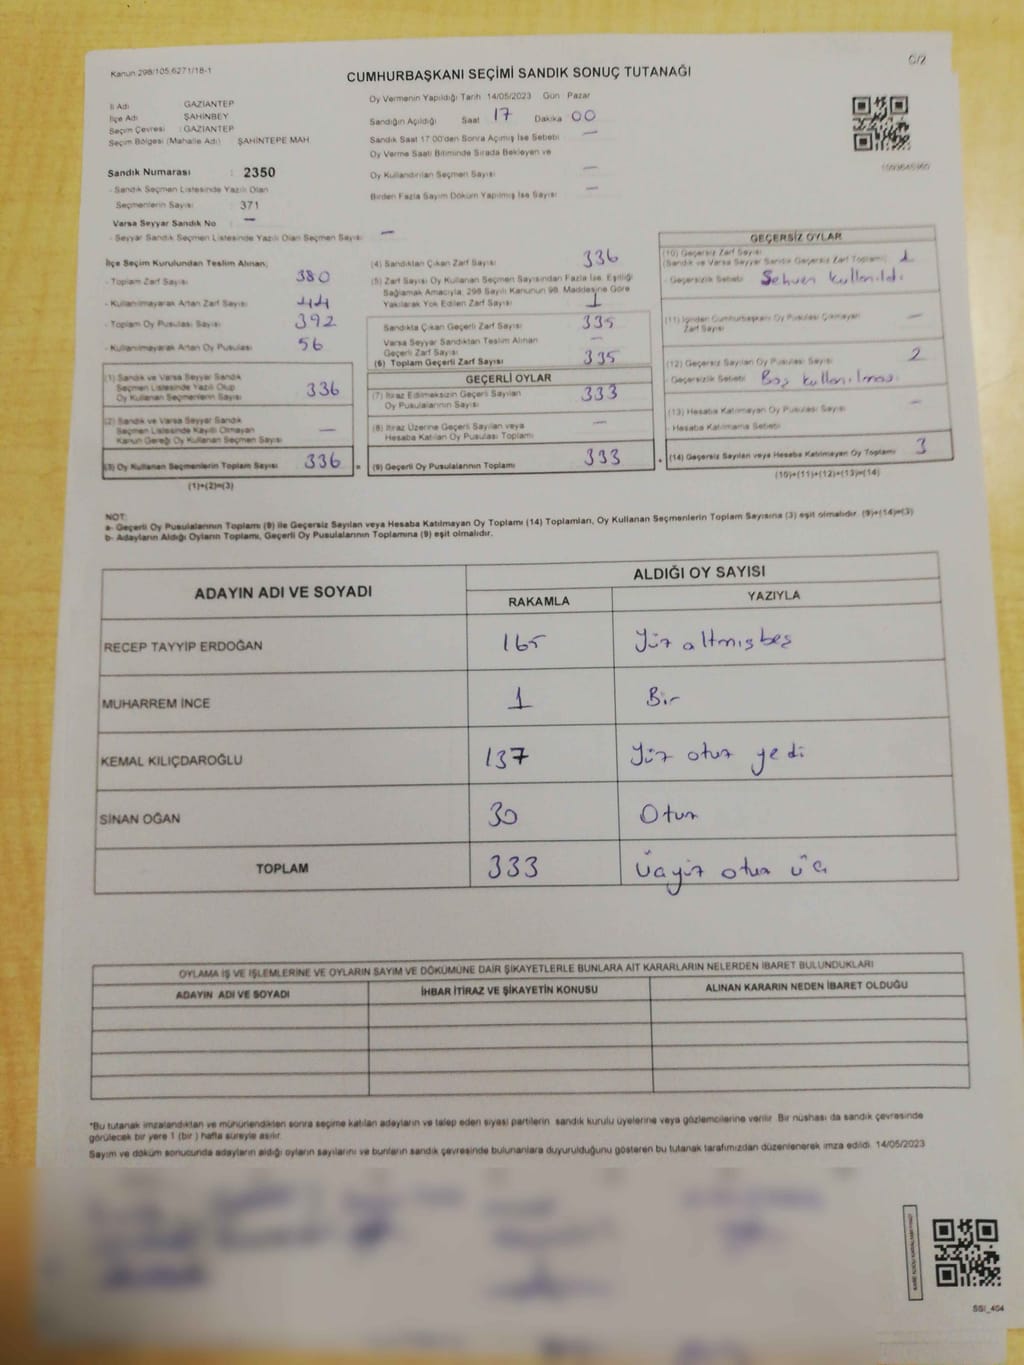 Kanun 298/105,6271/18-1
C/2
CUMHURBAŞKANI SEÇİMİ SANDIK SONUÇ TUTANAĞI
İl Adı GAZİANTEP
İlçe Adı ŞAHİNBEY
Seçim Çevresi : GAZİANTEP
Seçim Bölgesi (Mahalle Adı) ŞAHİNTEPE MAH
Sandık Numarası : 2350
- Sandık Seçmen Listesinde Yazılı Olan
Seçmenlerin Sayısı : 371
Varsa Seyyar Sandık No : —
- Seyyar Sandık Seçmen Listesinde Yazılı Olan Seçmen Sayısı : —
Oy Vermenin Yapıldığı Tarih 14/05/2023 Gün Pazar
Sandığın Açıldığı Saat 17 Dakika 00
Sandık Saat 17:00'den Sonra Açılmış İse Sebebi —
Oy Verme Saati Bitiminde Sırada Bekleyen ve
Oy Kullandırılan Seçmen Sayısı —
Birden Fazla Sayım Döküm Yapılmış İse Sayısı —
İlçe Seçim Kurulundan Teslim Alınan;
- Toplam Zarf Sayısı 380
- Kullanılmayarak Artan Zarf Sayısı 44
- Toplam Oy Pusulası Sayısı 392
- Kullanılmayarak Artan Oy Pusulası 56
(1) Sandık ve Varsa Seyyar Sandık
Seçmen Listesinde Yazılı Olup
Oy Kullanan Seçmenlerin Sayısı 336
(2) Sandık ve Varsa Seyyar Sandık
Seçmen Listesinde Kayıtlı Olmayan
Kanun Gereği Oy Kullanan Seçmen Sayısı —
(3) Oy Kullanan Seçmenlerin Toplam Sayısı 336
(1)+(2)=(3)
(4) Sandıktan Çıkan Zarf Sayısı 336
(5) Zarf Sayısı Oy Kullanan Seçmen Sayısından Fazla İse, Eşitliği
Sağlamak Amacıyla, 298 Sayılı Kanunun 98. Maddesine Göre
Yakılarak Yok Edilen Zarf Sayısı 1
Sandıkta Çıkan Geçerli Zarf Sayısı 335
Varsa Seyyar Sandıktan Teslim Alınan
Geçerli Zarf Sayısı —
(6) Toplam Geçerli Zarf Sayısı 335
GEÇERLİ OYLAR
(7) İtiraz Edilmeksizin Geçerli Sayılan
Oy Pusulalarının Sayısı 333
(8) İtiraz Üzerine Geçerli Sayılan veya
Hesaba Katılan Oy Pusulası Toplamı —
(9) Geçerli Oy Pusulalarının Toplamı 333
GEÇERSİZ OYLAR
(10) Geçersiz Zarf Sayısı
(Sandık ve Varsa Seyyar Sandık Geçersiz Zarf Toplamı) 1
- Geçersizlik Sebebi Sehven kullanıldı
(11) İçinden Cumhurbaşkanı Oy Pusulası Çıkmayan
Zarf Sayısı —
(12) Geçersiz Sayılan Oy Pusulası Sayısı 2
Geçersizlik Sebebi Boş kullanılması
(13) Hesaba Katılmayan Oy Pusulası Sayısı —
- Hesaba Katılmama Sebebi
(14) Geçersiz Sayılan veya Hesaba Katılmayan Oy Toplamı 3
(10)+(11)+(12)+(13)=(14)
NOT:
a- Geçerli Oy Pusulalarının Toplamı (9) ile Geçersiz Sayılan veya Hesaba Katılmayan Oy Toplamı (14) Toplamları, Oy Kullanan Seçmenlerin Toplam Sayısına (3) eşit olmalıdır. (9)+(14)=(3)
b- Adayların Aldığı Oyların Toplamı, Geçerli Oy Pusulalarının Toplamına (9) eşit olmalıdır.
ADAYIN ADI VE SOYADI
ALDIĞI OY SAYISI
RAKAMLA YAZIYLA
RECEP TAYYİP ERDOĞAN 165 Yüz altmış beş
MUHARREM İNCE 1 Bir
KEMAL KILIÇDAROĞLU 137 Yüz otuz yedi
SİNAN OĞAN 30 Otuz
TOPLAM 333 üçyüz otuz üç
OYLAMA İŞ VE İŞLEMLERİNE VE OYLARIN SAYIM VE DÖKÜMÜNE DAİR ŞİKAYETLERLE BUNLARA AİT KARARLARIN NELERDEN İBARET BULUNDUKLARI
ADAYIN ADI VE SOYADI İHBAR İTİRAZ VE ŞİKAYETİN KONUSU ALINAN KARARIN NEDEN İBARET OLDUĞU
*Bu tutanak imzalandıktan ve mühürlendikten sonra seçime katılan adayların ve talep eden siyasi partilerin sandık kurulu üyelerine veya gözlemcilerine verilir. Bir nüshası da sandık çevresinde
görülecek bir yere 1 (bir) hafta süreyle asılır.
Sayım ve döküm sonucunda adayların aldığı oyların sayılarını ve bunların sandık çevresinde bulunanlara duyurulduğunu gösteren bu tutanak tarafımızdan düzenlenerek imza edildi. 14/05/2023
SGI_404